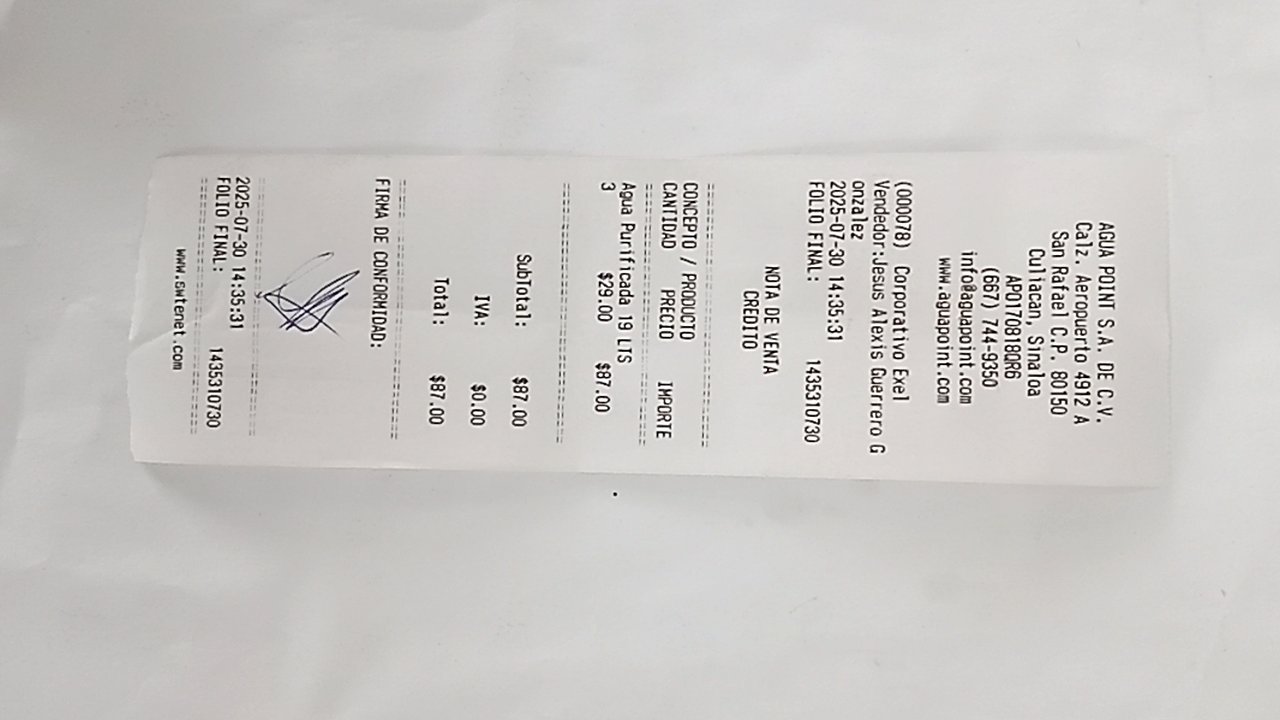 AGUA POINT S.A. DE C.V.
Calz. Aeropuerto 4912 A
San Rafael C.P. 80150
Culiacan, Sinaloa
APO170818QR6
(667) 744-9350
info@aguapoint.com
www.aguapoint.com
(000078) Corporativo Exel
Vendedor:Jesus Alexis Guerrero G
onzalez
2025-07-30 14:35:31
FOLIO FINAL: 1435310730
NOTA DE VENTA
CREDITO
CONCEPTO / PRODUCTO
CANTIDAD PRECIO IMPORTE
Agua Purificada 19 LTS
3 $29.00 $87.00
SubTotal: $87.00
IVA: $0.00
Total: $87.00
FIRMA DE CONFORMIDAD:
2025-07-30 14:35:31
FOLIO FINAL: 1435310730
www.swtenet.com